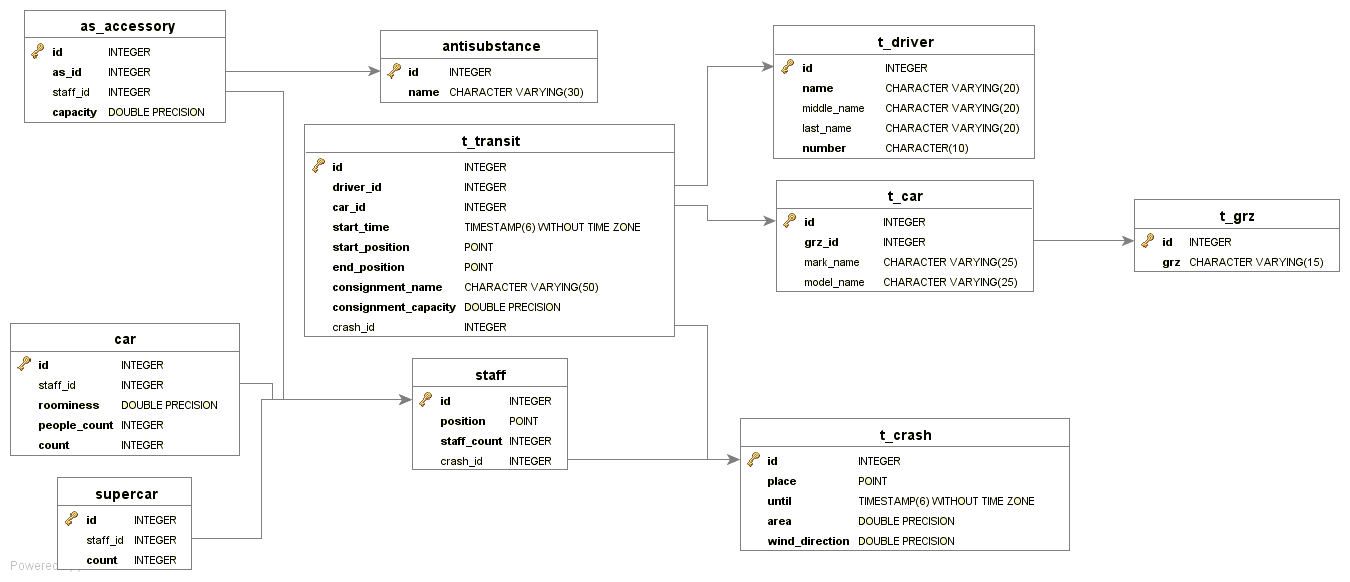 as_accessory
id INTEGER
as_id INTEGER
staff_id INTEGER
capacity DOUBLE PRECISION
antisubstance
id INTEGER
name CHARACTER VARYING(30)
t_driver
id INTEGER
name CHARACTER VARYING(20)
middle_name CHARACTER VARYING(20)
last_name CHARACTER VARYING(20)
number CHARACTER(10)
t_transit
id INTEGER
driver_id INTEGER
car_id INTEGER
start_time TIMESTAMP(6) WITHOUT TIME ZONE
start_position POINT
end_position POINT
consignment_name CHARACTER VARYING(50)
consignment_capacity DOUBLE PRECISION
crash_id INTEGER
t_car
id INTEGER
grz_id INTEGER
mark_name CHARACTER VARYING(25)
model_name CHARACTER VARYING(25)
t_grz
id INTEGER
grz CHARACTER VARYING(15)
car
id INTEGER
staff_id INTEGER
roominess DOUBLE PRECISION
people_count INTEGER
count INTEGER
staff
id INTEGER
position POINT
staff_count INTEGER
crash_id INTEGER
t_crash
id INTEGER
place POINT
until TIMESTAMP(6) WITHOUT TIME ZONE
area DOUBLE PRECISION
wind_direction DOUBLE PRECISION
supercar
id INTEGER
staff_id INTEGER
count INTEGER